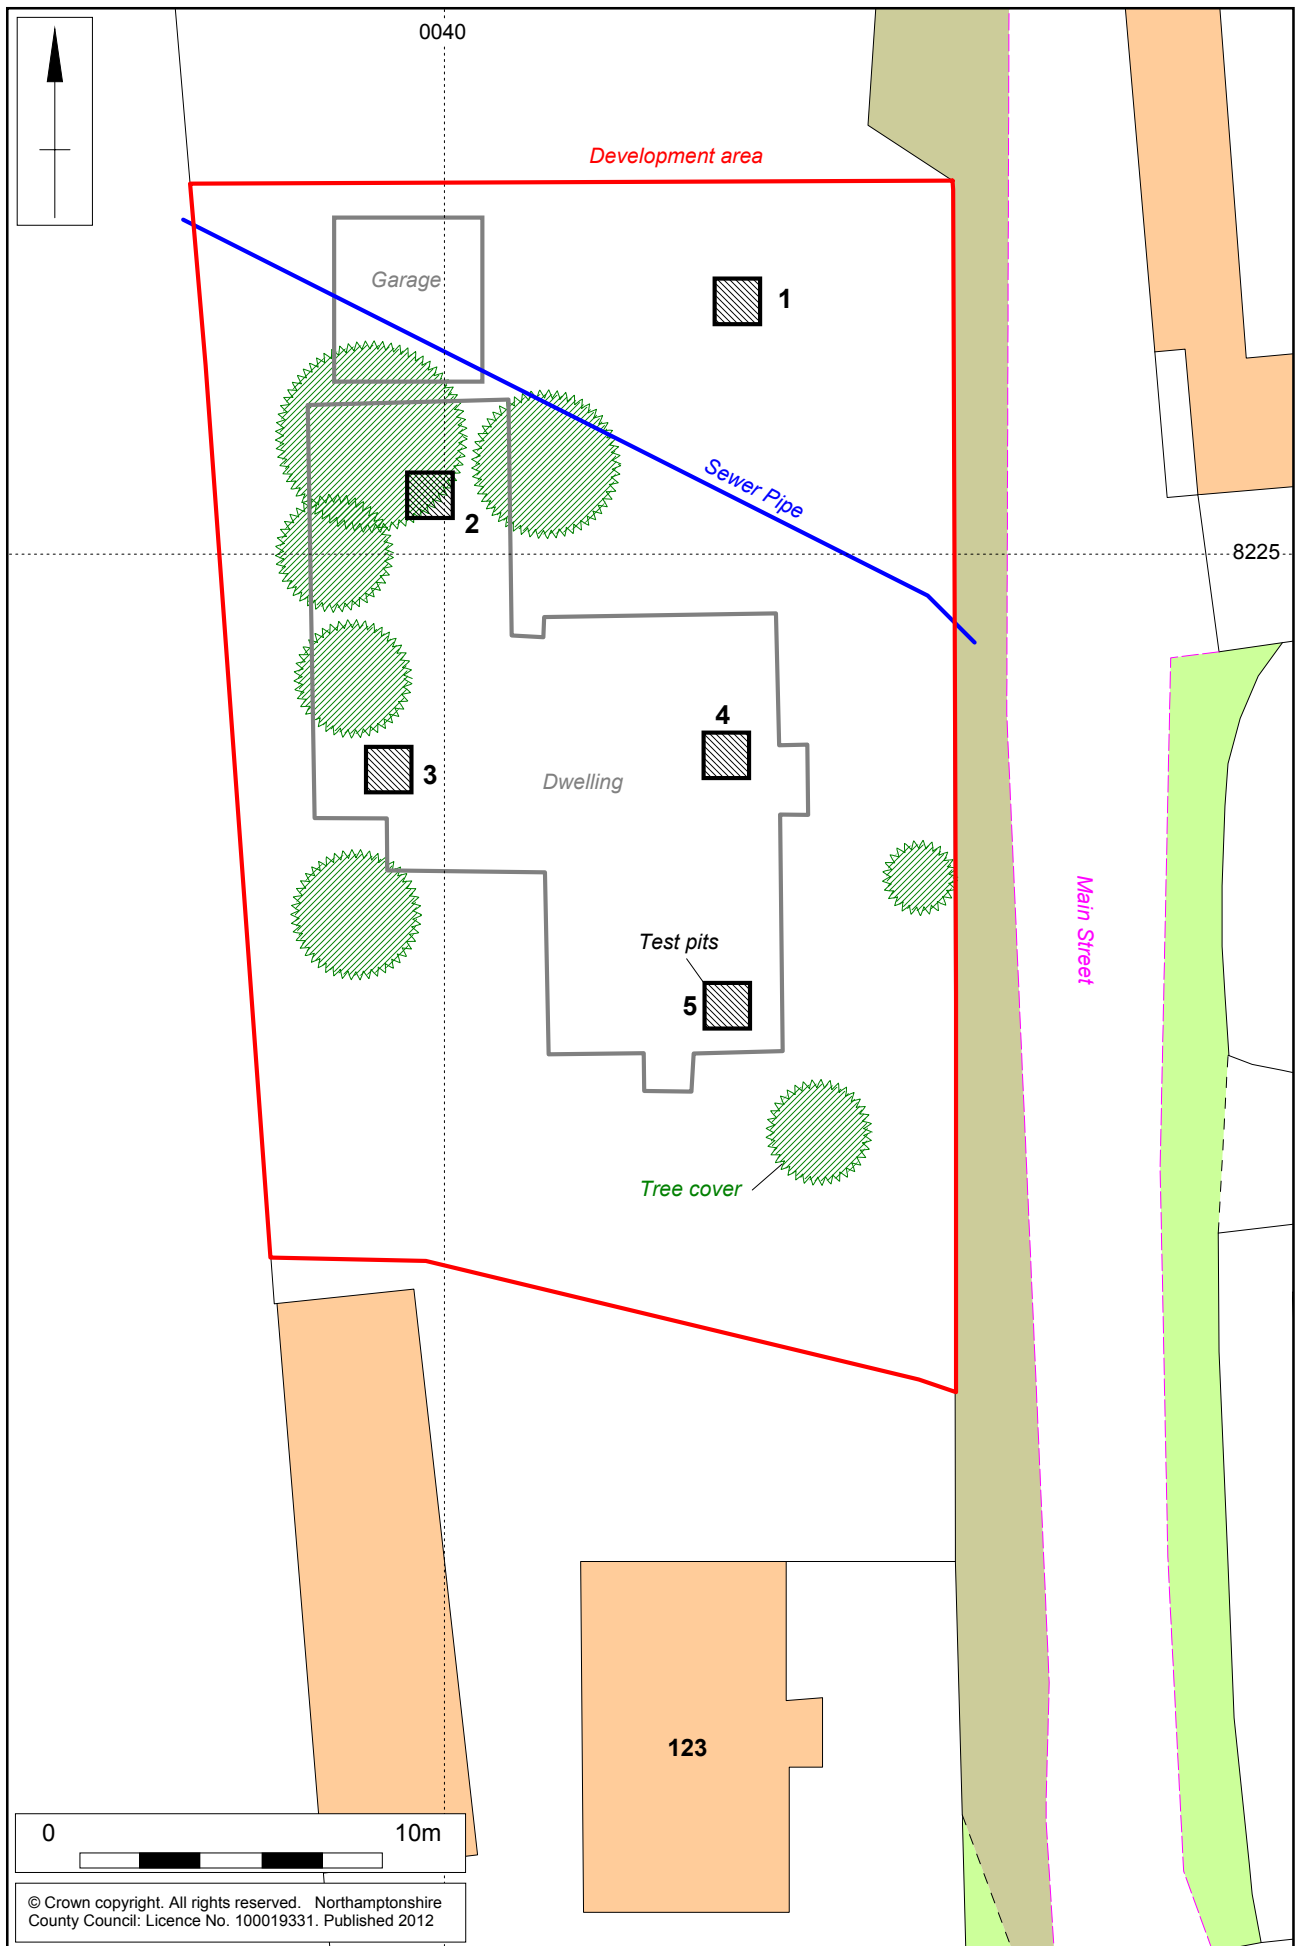 0040
Development area
Garage
1
Sewer Pipe
2
8225
4
3
Dwelling
Main Street
Test pits
5
Tree cover
123
0 10m
© Crown copyright. All rights reserved. Northamptonshire
County Council: Licence No. 100019331. Published 2012